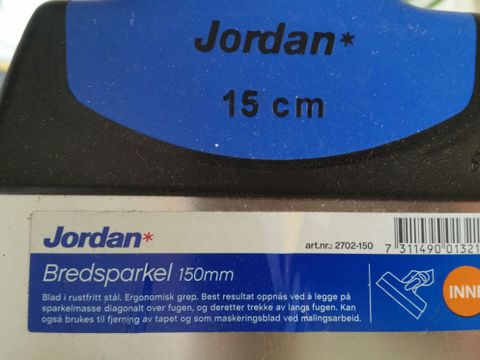 Jordan*
15 cm
Jordan*
art.nr.: 2702-150
7 311490 01321
Bredsparkel 150mm
Blad i rustfritt stål. Ergonomisk grep. Best resultat oppnås ved å legge på
sparkelmasse diagonalt over fugen, og deretter trekke av langs fugen. Kan
også brukes til fjerning av tapet og som maskeringsblad ved malingsarbeid.